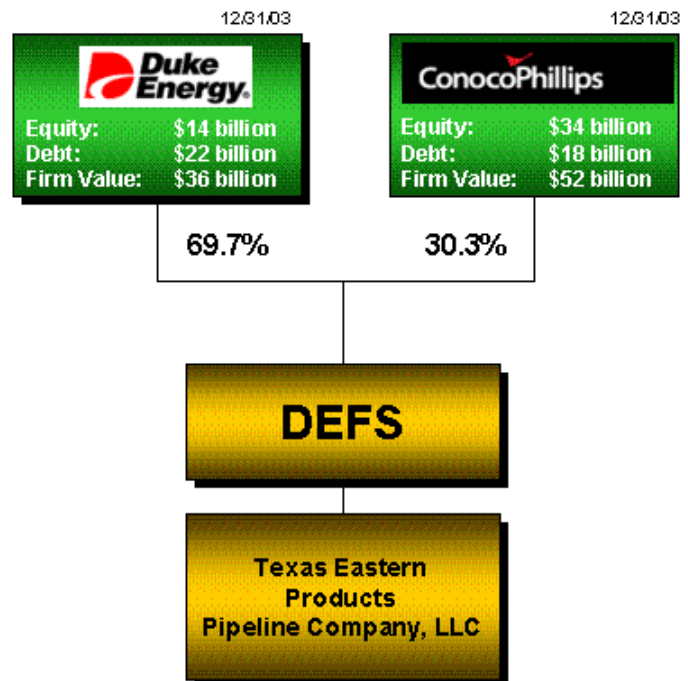 12/31/03
Duke
Energy.
Equity: $14 billion
Debt: $22 billion
Firm Value: $36 billion
12/31/03
ConocoPhillips
Equity: $34 billion
Debt: $18 billion
Firm Value: $52 billion
69.7%
30.3%
DEFS
Texas Eastern
Products
Pipeline Company, LLC